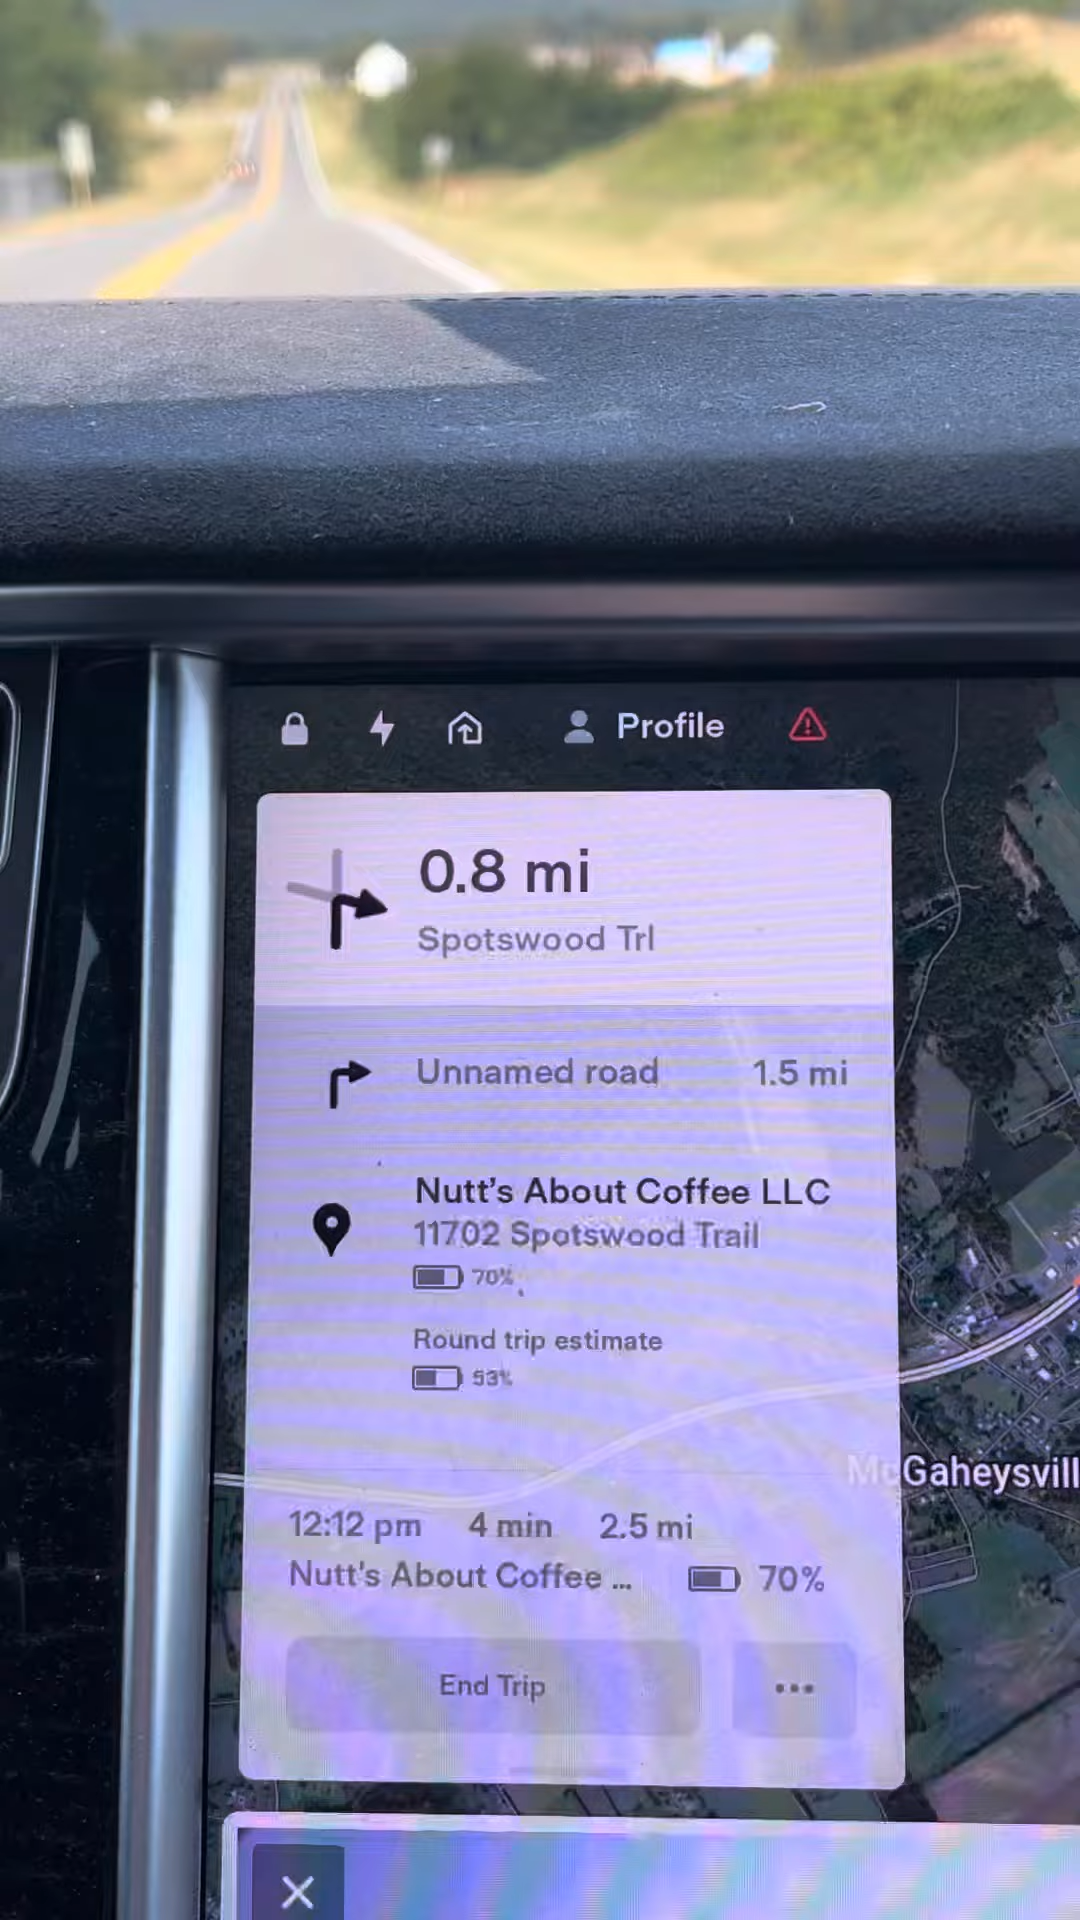 Profile
0.8 mi
Spotswood Trl
Unnamed road 1.5 mi
Nutt's About Coffee LLC
11702 Spotswood Trail
70%
Round trip estimate
53%
McGaheysvill
12:12 pm 4 min 2.5 mi
Nutt's About Coffee ... 70%
End Trip